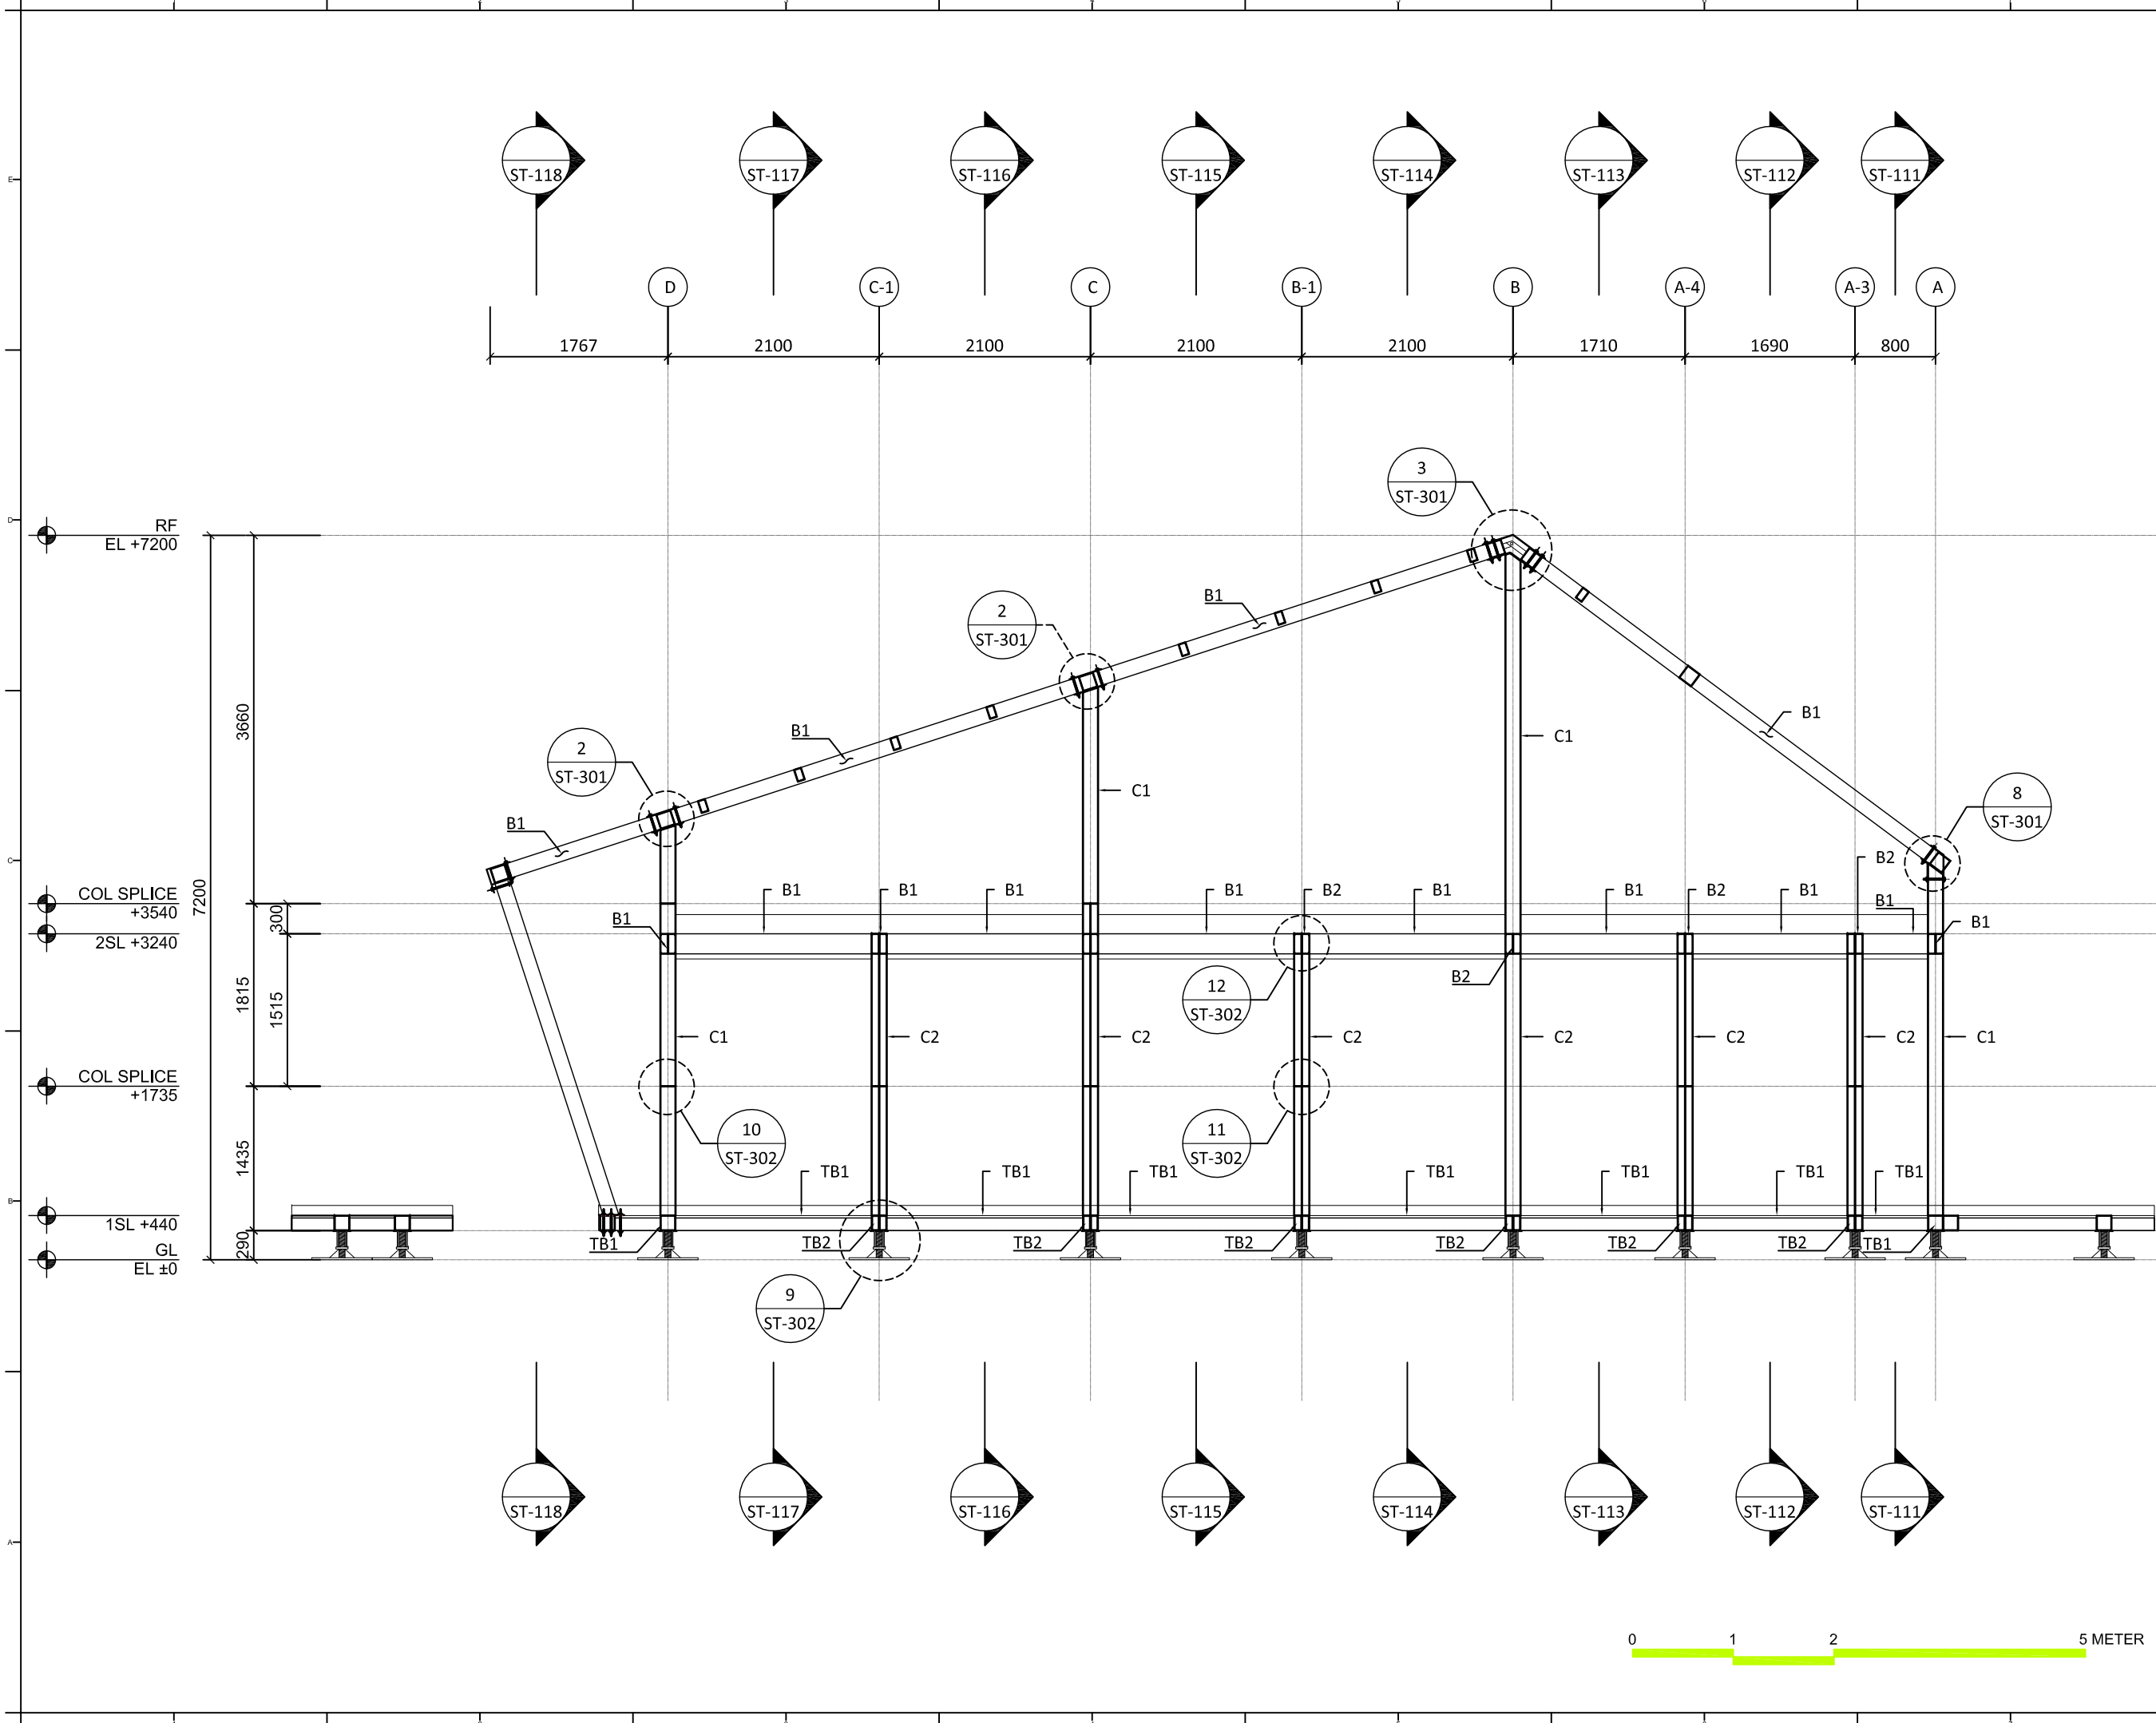 ST-118 ST-117 ST-116 ST-115 ST-114 ST-113 ST-112 ST-111
D C-1 C B-1 B A-4 A-3 A
1767 2100 2100 2100 2100 1710 1690 800
3
ST-301
RF
EL +7200
2
ST-301
B1
B1
C1
3660
2
ST-301
B1
C1
8
ST-301
B1
B2
COL SPLICE
+3540
7200
300
B1 B1 B1 B1 B2 B1 B1 B2 B1 B1
B1
B1
2SL +3240
B2
12
ST-302
1815
1515
C1 C2 C2 C2 C2 C2 C2 C1
COL SPLICE
+1735
10
ST-302
11
ST-302
1435
TB1 TB1 TB1 TB1 TB1 TB1 TB1
1SL +440
290
TB1 TB2 TB2 TB2 TB2 TB2 TB2 TB1
GL
EL ±0
9
ST-302
ST-118 ST-117 ST-116 ST-115 ST-114 ST-113 ST-112 ST-111
0 1 2 5 METER
E
D
C
B
A